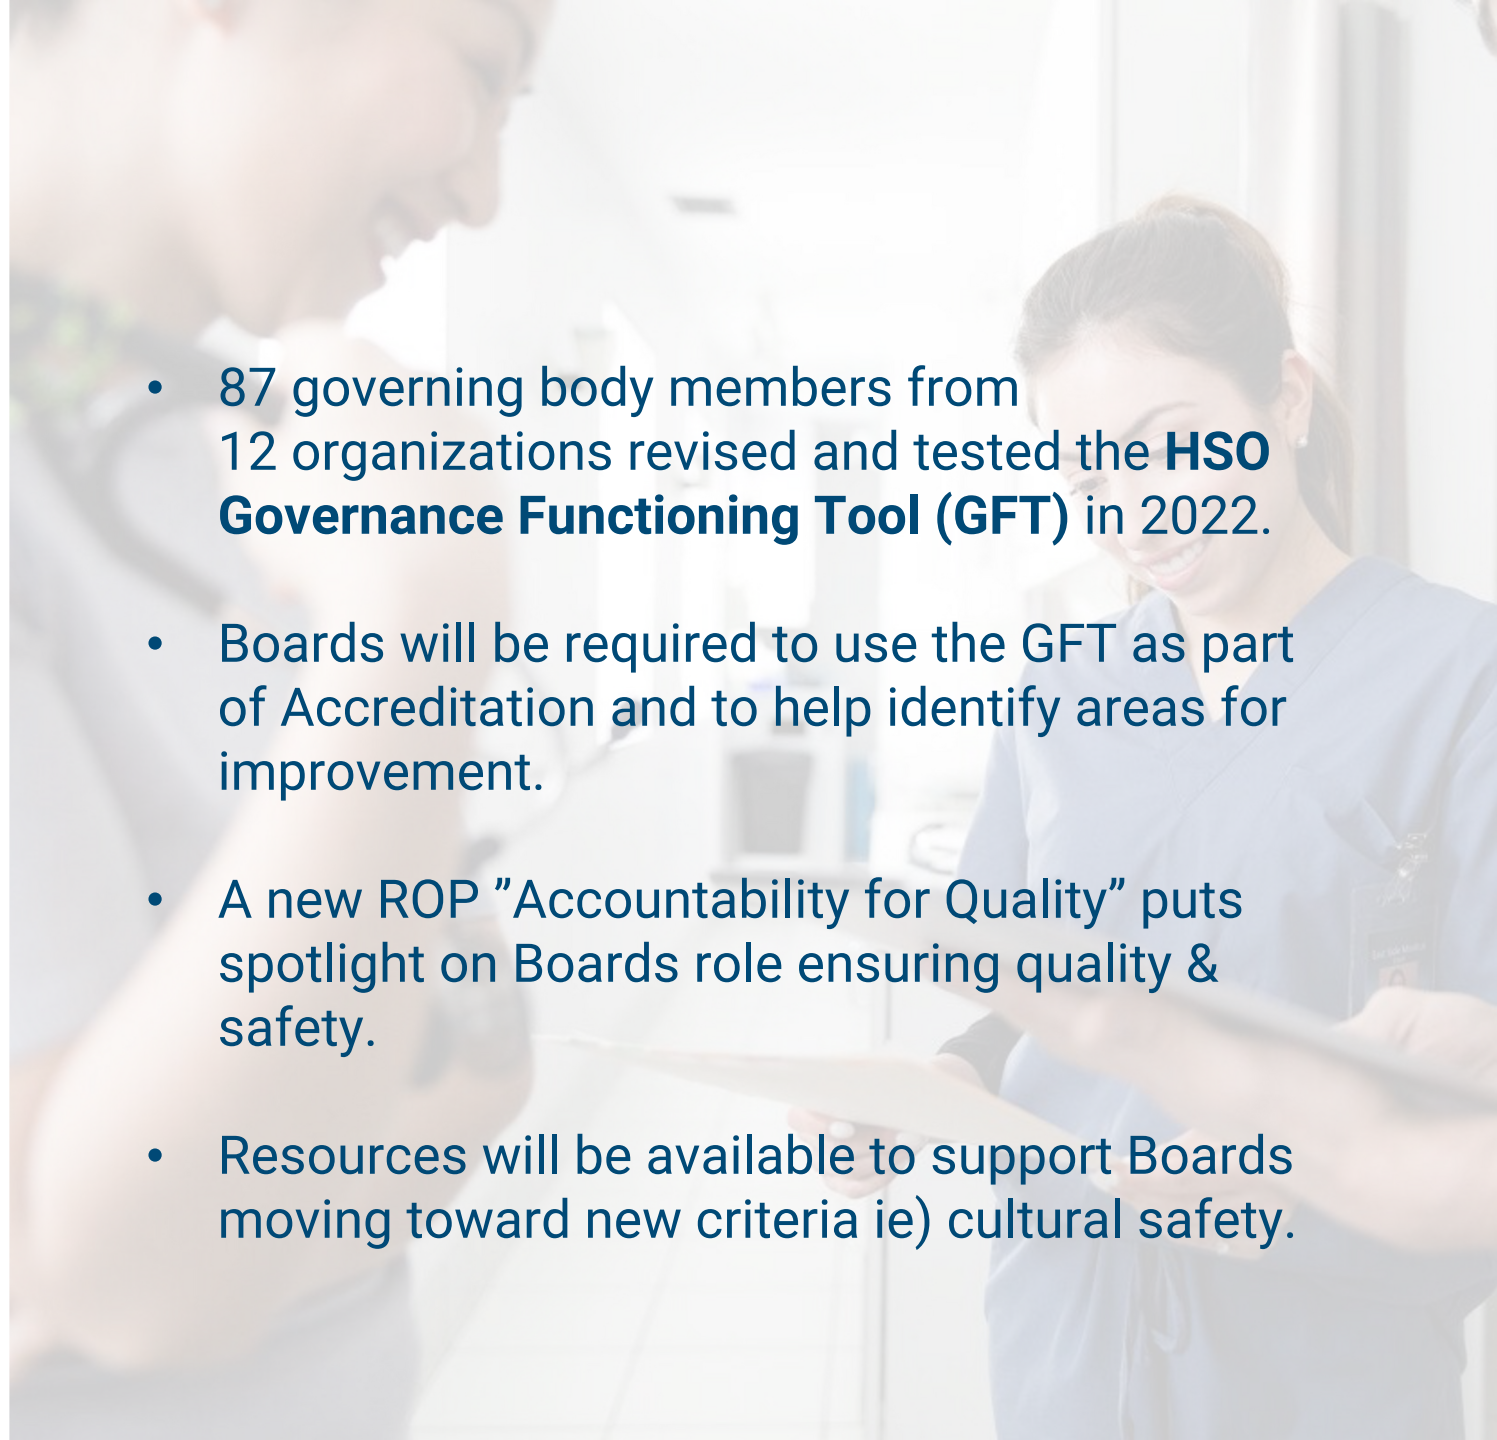 • 87 governing body members from
12 organizations revised and tested the HSO
Governance Functioning Tool (GFT) in 2022.
• Boards will be required to use the GFT as part
of Accreditation and to help identify areas for
improvement.
• A new ROP ”Accountability for Quality” puts
spotlight on Boards role ensuring quality &
safety.
• Resources will be available to support Boards
moving toward new criteria ie) cultural safety.